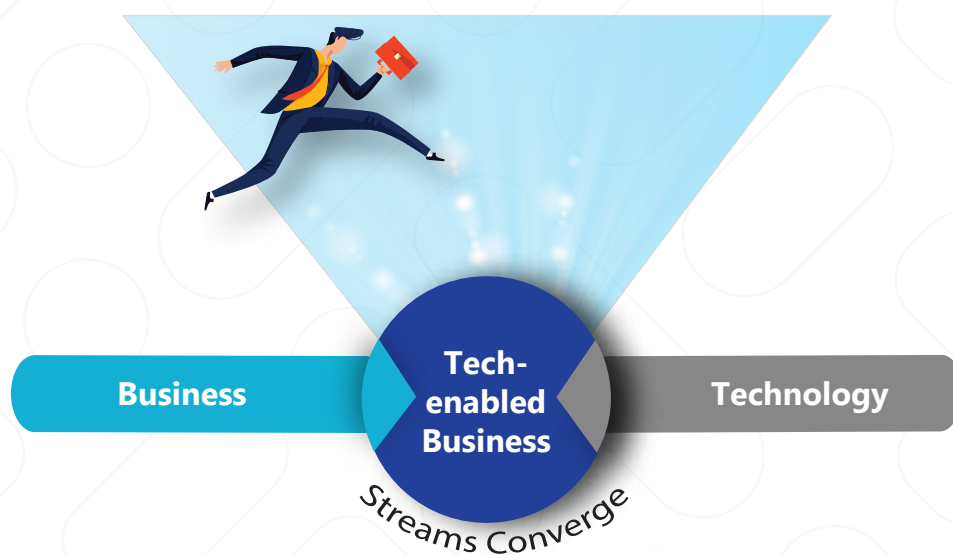 Business
Tech-
enabled
Business
Technology
Streams Converge